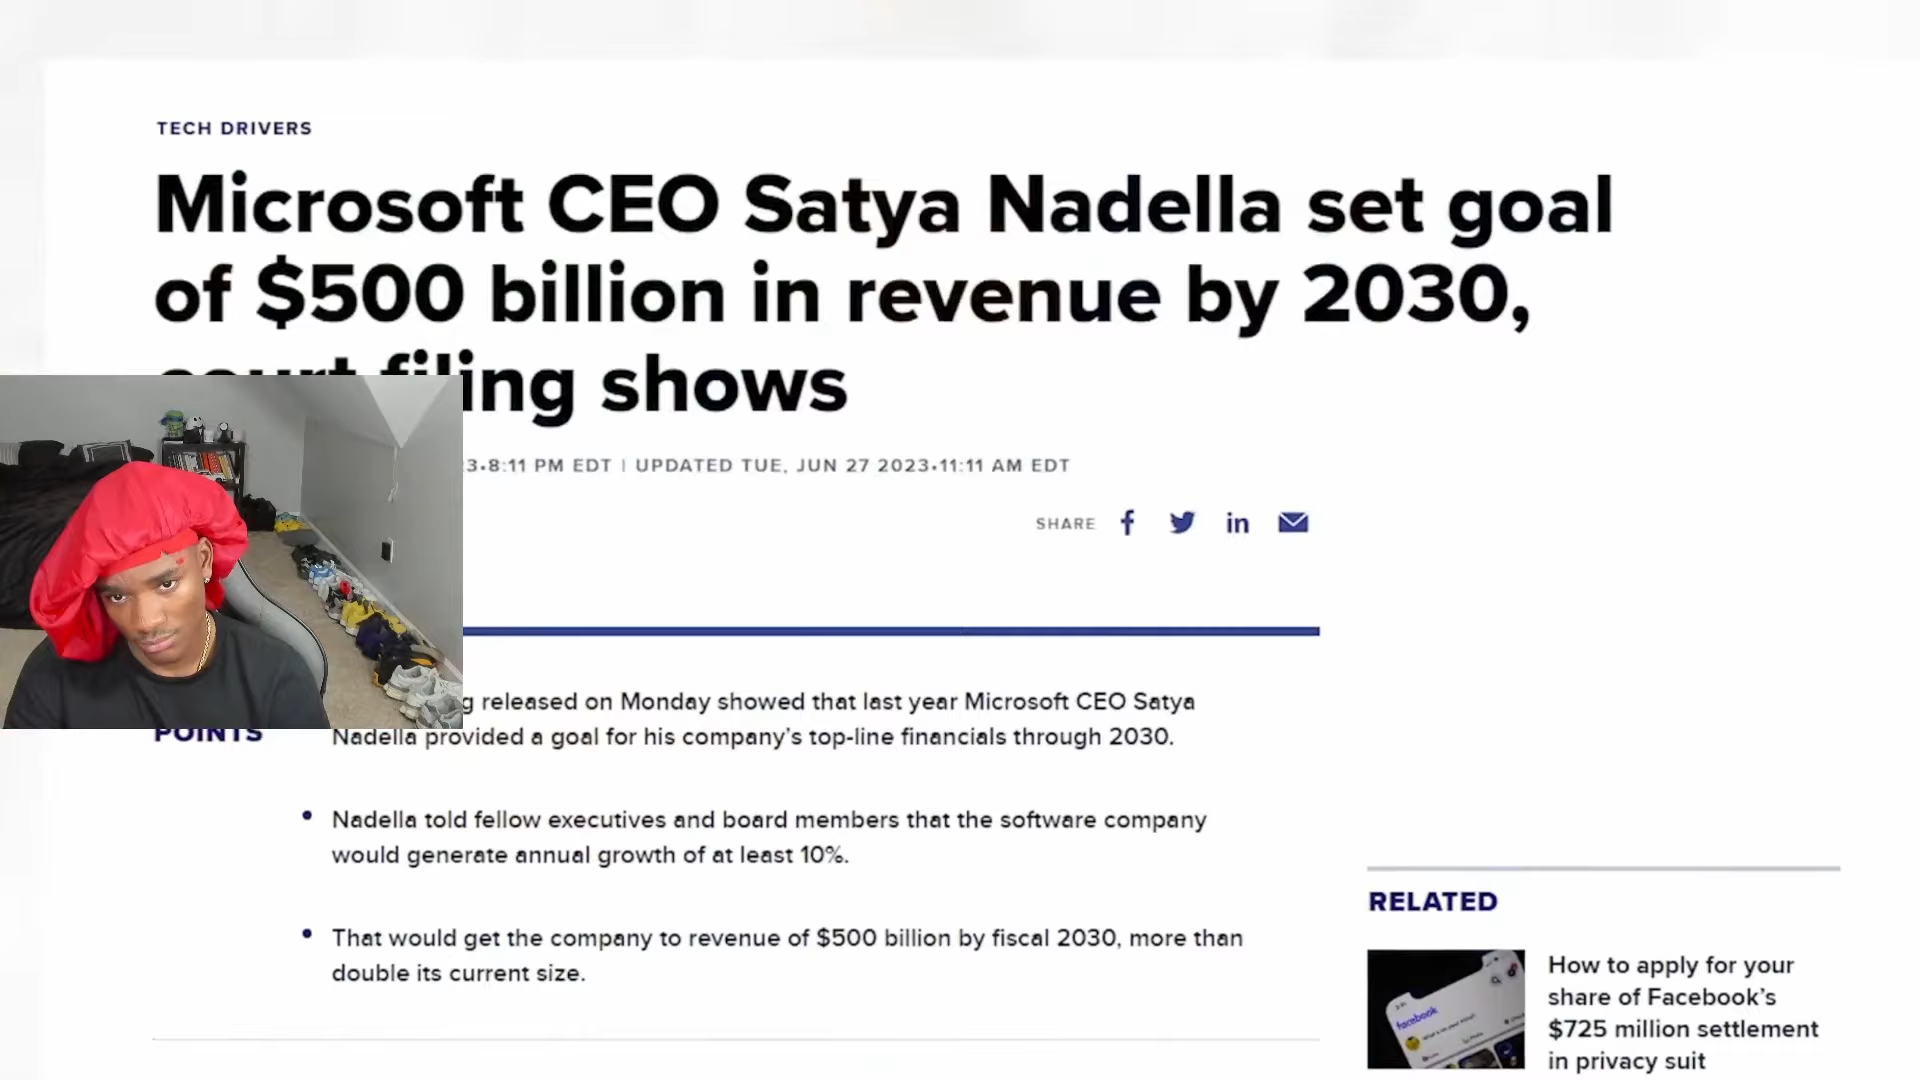 TECH DRIVERS
Microsoft CEO Satya Nadella set goal
of $500 billion in revenue by 2030,
court filing shows
3•8:11 PM EDT | UPDATED TUE, JUN 27 2023•11:11 AM EDT
SHARE
POINTS
g released on Monday showed that last year Microsoft CEO Satya
Nadella provided a goal for his company's top-line financials through 2030.
• Nadella told fellow executives and board members that the software company
would generate annual growth of at least 10%.
• That would get the company to revenue of $500 billion by fiscal 2030, more than
double its current size.
RELATED
facebook
How to apply for your
share of Facebook's
$725 million settlement
in privacy suit